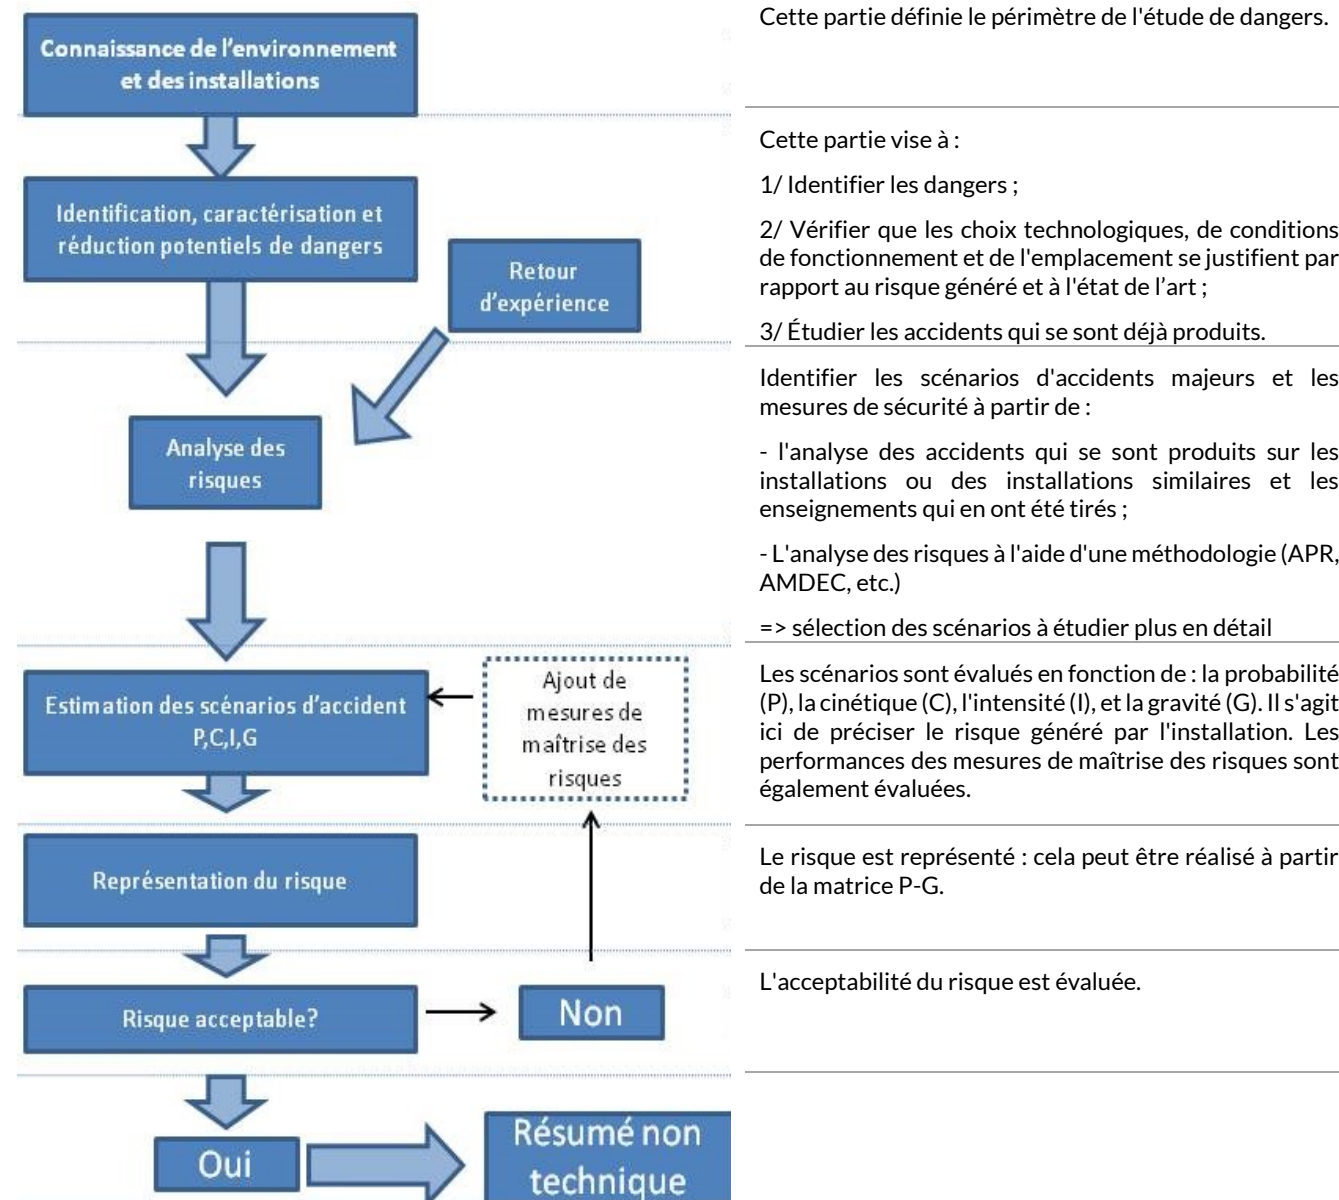 Connaissance de l'environnement
et des installations
Cette partie définie le périmètre de l'étude de dangers.
Identification, caractérisation et
réduction potentiels de dangers
Retour
d'expérience
Cette partie vise à :
1/ Identifier les dangers ;
2/ Vérifier que les choix technologiques, de conditions
de fonctionnement et de l'emplacement se justifient par
rapport au risque généré et à l'état de l'art ;
3/ Étudier les accidents qui se sont déjà produits.
Analyse des
risques
Identifier les scénarios d'accidents majeurs et les
mesures de sécurité à partir de :
- l'analyse des accidents qui se sont produits sur les
installations ou des installations similaires et les
enseignements qui en ont été tirés ;
- L'analyse des risques à l'aide d'une méthodologie (APR,
AMDEC, etc.)
=> sélection des scénarios à étudier plus en détail
Estimation des scénarios d'accident
P,C,I,G
Ajout de
mesures de
maîtrise des
risques
Les scénarios sont évalués en fonction de : la probabilité
(P), la cinétique (C), l'intensité (I), et la gravité (G). Il s'agit
ici de préciser le risque généré par l'installation. Les
performances des mesures de maîtrise des risques sont
également évaluées.
Représentation du risque
Le risque est représenté : cela peut être réalisé à partir
de la matrice P-G.
Risque acceptable?
Non
L'acceptabilité du risque est évaluée.
Oui
Résumé non
technique